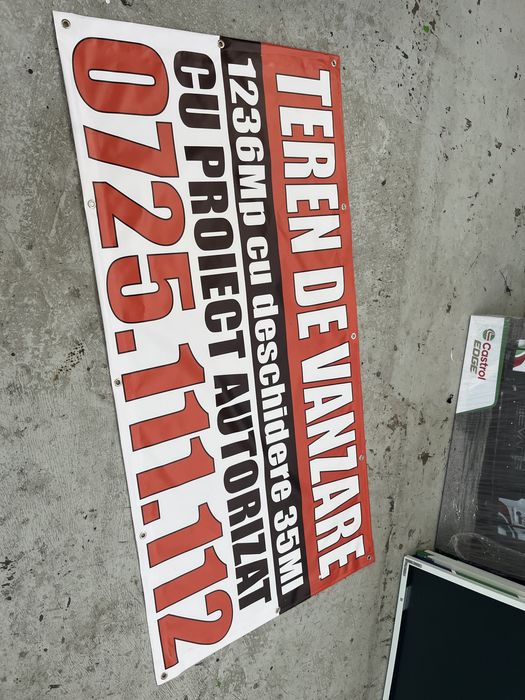 TEREN DE VANZARE
1236Mp cu deschidere 35Ml
CU PROIECT AUTORIZAT
0725.111.112
Castrol
EDGE